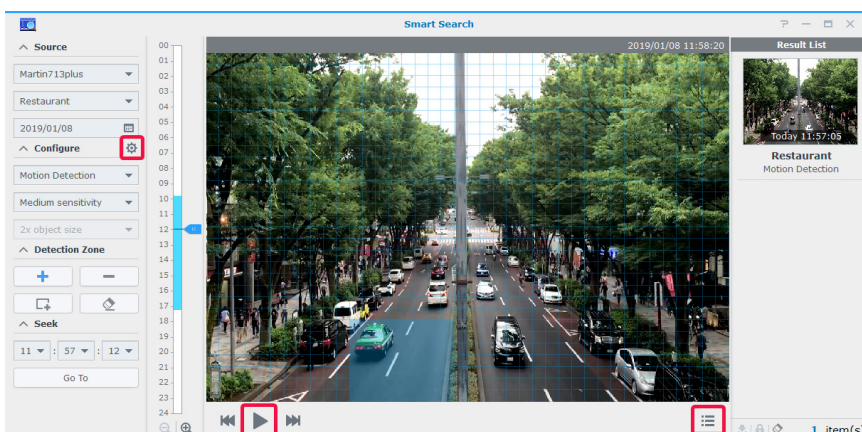 Smart Search
Source
Martin713plus
Restaurant
2019/01/08
Configure
Motion Detection
Medium sensitivity
2x object size
Detection Zone
Seek
11 : 57 : 12
Go To
00
01
02
03
04
05
06
07
08
09
10
11
12
13
14
15
16
17
18
19
20
21
22
23
24
2019/01/08 11:58:20
Result List
Today 11:57:05
Restaurant
Motion Detection
1 item(s